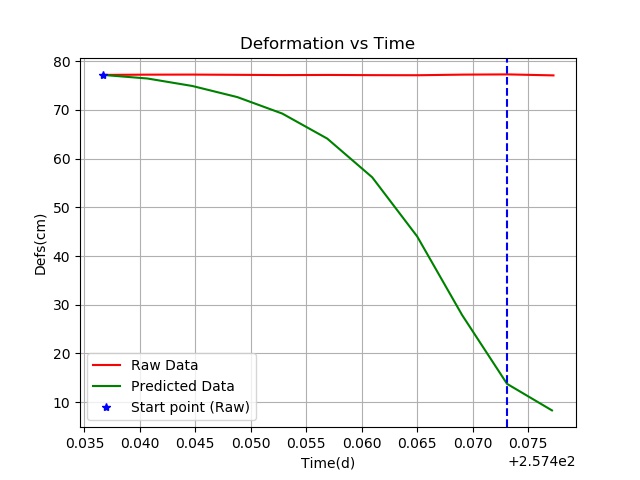 Deformation vs Time
80
70
60
50
40
30
20
10
Defs(cm)
Raw Data
Predicted Data
Start point (Raw)
0.035 0.040 0.045 0.050 0.055 0.060 0.065 0.070 0.075
Time(d)
+2.574e2